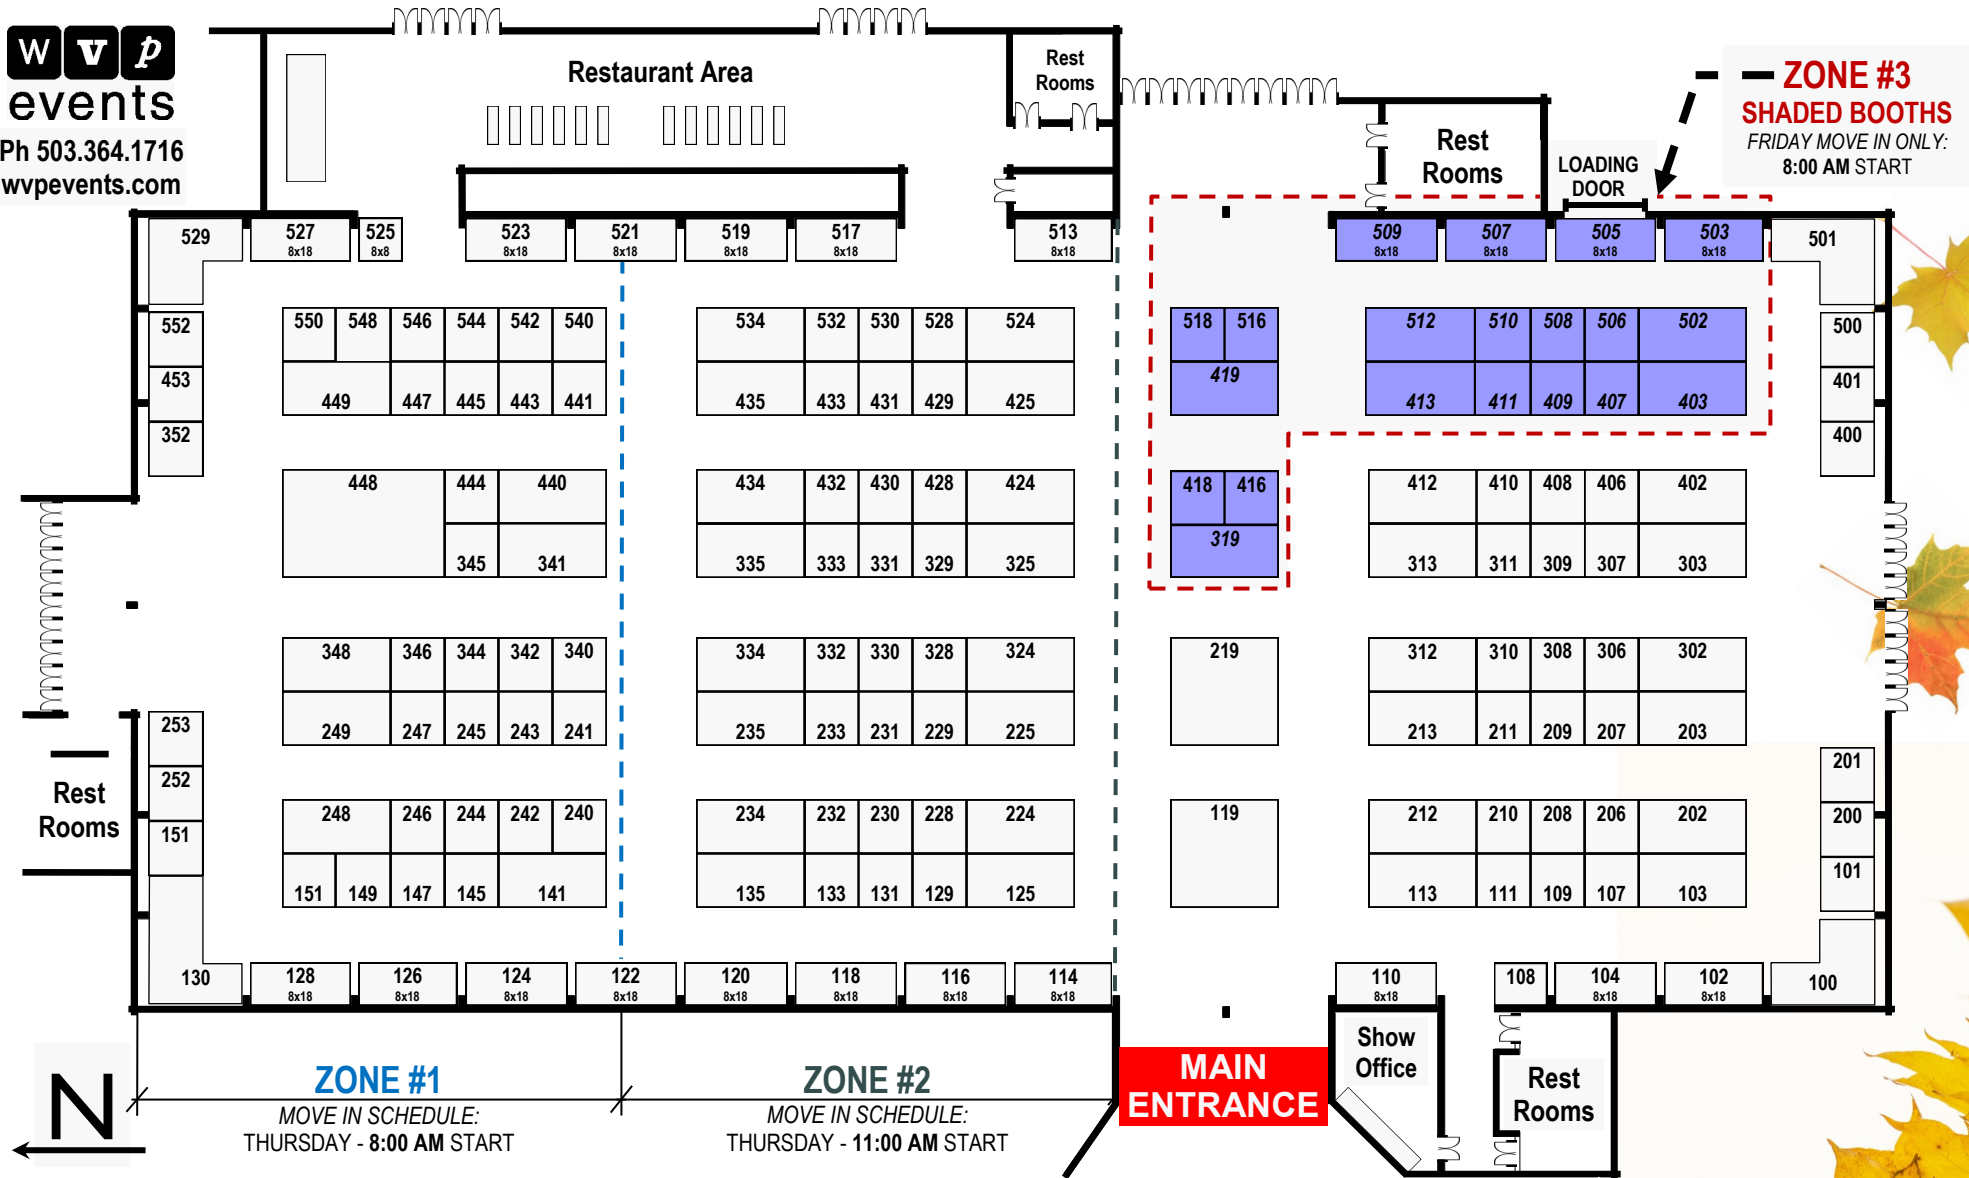 w v p
events
Ph 503.364.1716
wvpevents.com
Restaurant Area
Rest
Rooms
Rest
Rooms
LOADING
DOOR
ZONE #3
SHADED BOOTHS
FRIDAY MOVE IN ONLY:
8:00 AM START
529 527 525 523 521 519 517 513 509 507 505 503 501
8x18 8x8 8x18 8x18 8x18 8x18 8x18 8x18 8x18 8x18 8x18
552 550 548 546 544 542 540 534 532 530 528 524 518 516 512 510 508 506 502 500
453 419 401
449 447 445 443 441 435 433 431 429 425 413 411 409 407 403
352 400
448 444 440 434 432 430 428 424 418 416 412 410 408 406 402
319
345 341 335 333 331 329 325 313 311 309 307 303
348 346 344 342 340 334 332 330 328 324 219 312 310 308 306 302
253 249 247 245 243 241 235 233 231 229 225 213 211 209 207 203
201
252
Rest
Rooms
248 246 244 242 240 234 232 230 228 224 119 212 210 208 206 202 200
151
101
151 149 147 145 141 135 133 131 129 125 113 111 109 107 103
130 128 126 124 122 120 118 116 114 110 108 104 102 100
8x18 8x18 8x18 8x18 8x18 8x18 8x18 8x18 8x18 8x18 8x18
N
ZONE #1
MOVE IN SCHEDULE:
THURSDAY - 8:00 AM START
ZONE #2
MOVE IN SCHEDULE:
THURSDAY - 11:00 AM START
MAIN
ENTRANCE
Show
Office
Rest
Rooms